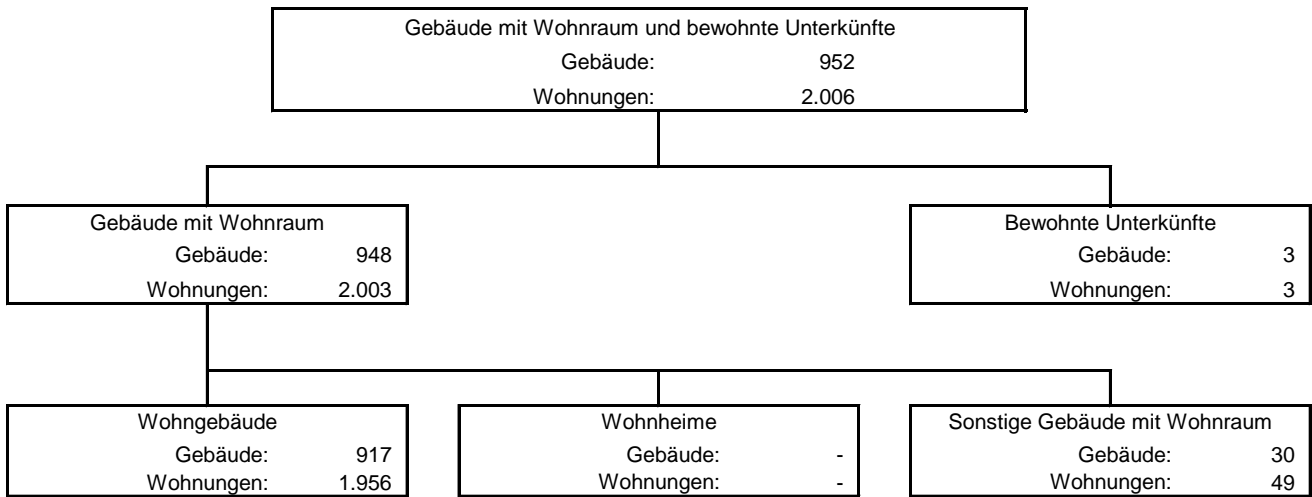 Gebäude mit Wohnraum und bewohnte Unterkünfte
Gebäude: 952
Wohnungen: 2.006
Gebäude mit Wohnraum
Gebäude: 948
Wohnungen: 2.003
Bewohnte Unterkünfte
Gebäude: 3
Wohnungen: 3
Wohngebäude
Gebäude: 917
Wohnungen: 1.956
Wohnheime
Gebäude: -
Wohnungen: -
Sonstige Gebäude mit Wohnraum
Gebäude: 30
Wohnungen: 49